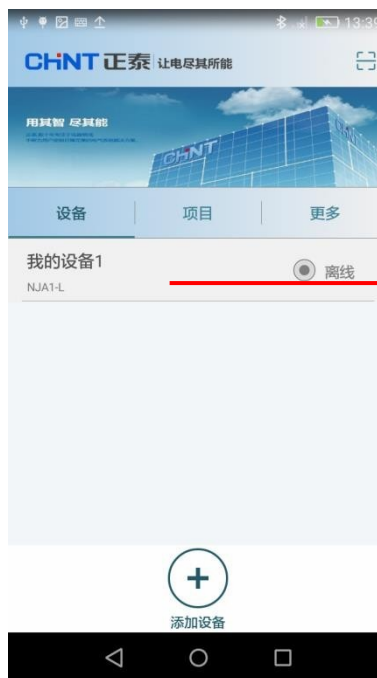 13:39
CHNT 正泰 让电尽其所能
用其智 尽其能
CHNT
设备 项目 更多
我的设备1
离线
NJA1-L
添加设备